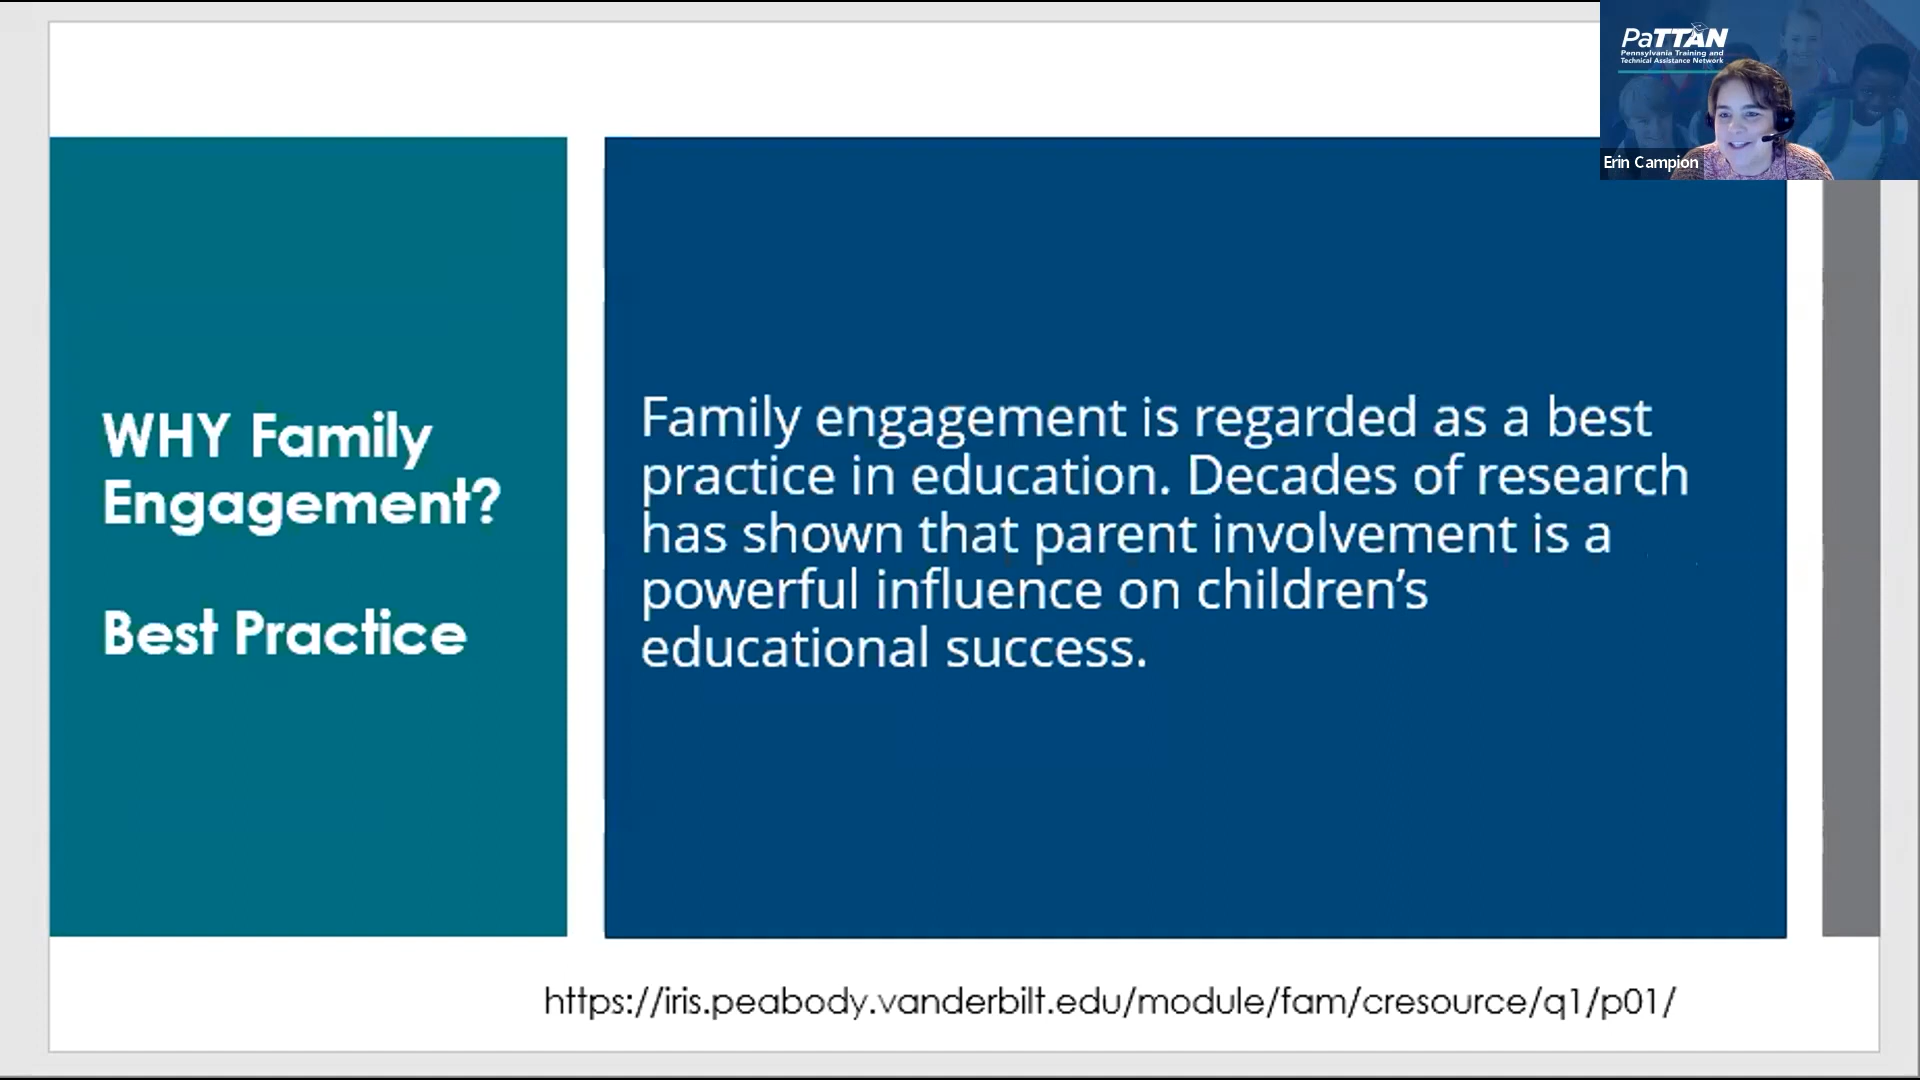 PaTTAN
Pennsylvania Training and
Technical Assistance Network
Erin Campion
WHY Family
Engagement?
Best Practice
Family engagement is regarded as a best
practice in education. Decades of research
has shown that parent involvement is a
powerful influence on children’s
educational success.
https://iris.peabody.vanderbilt.edu/module/fam/cresource/q1/p01/